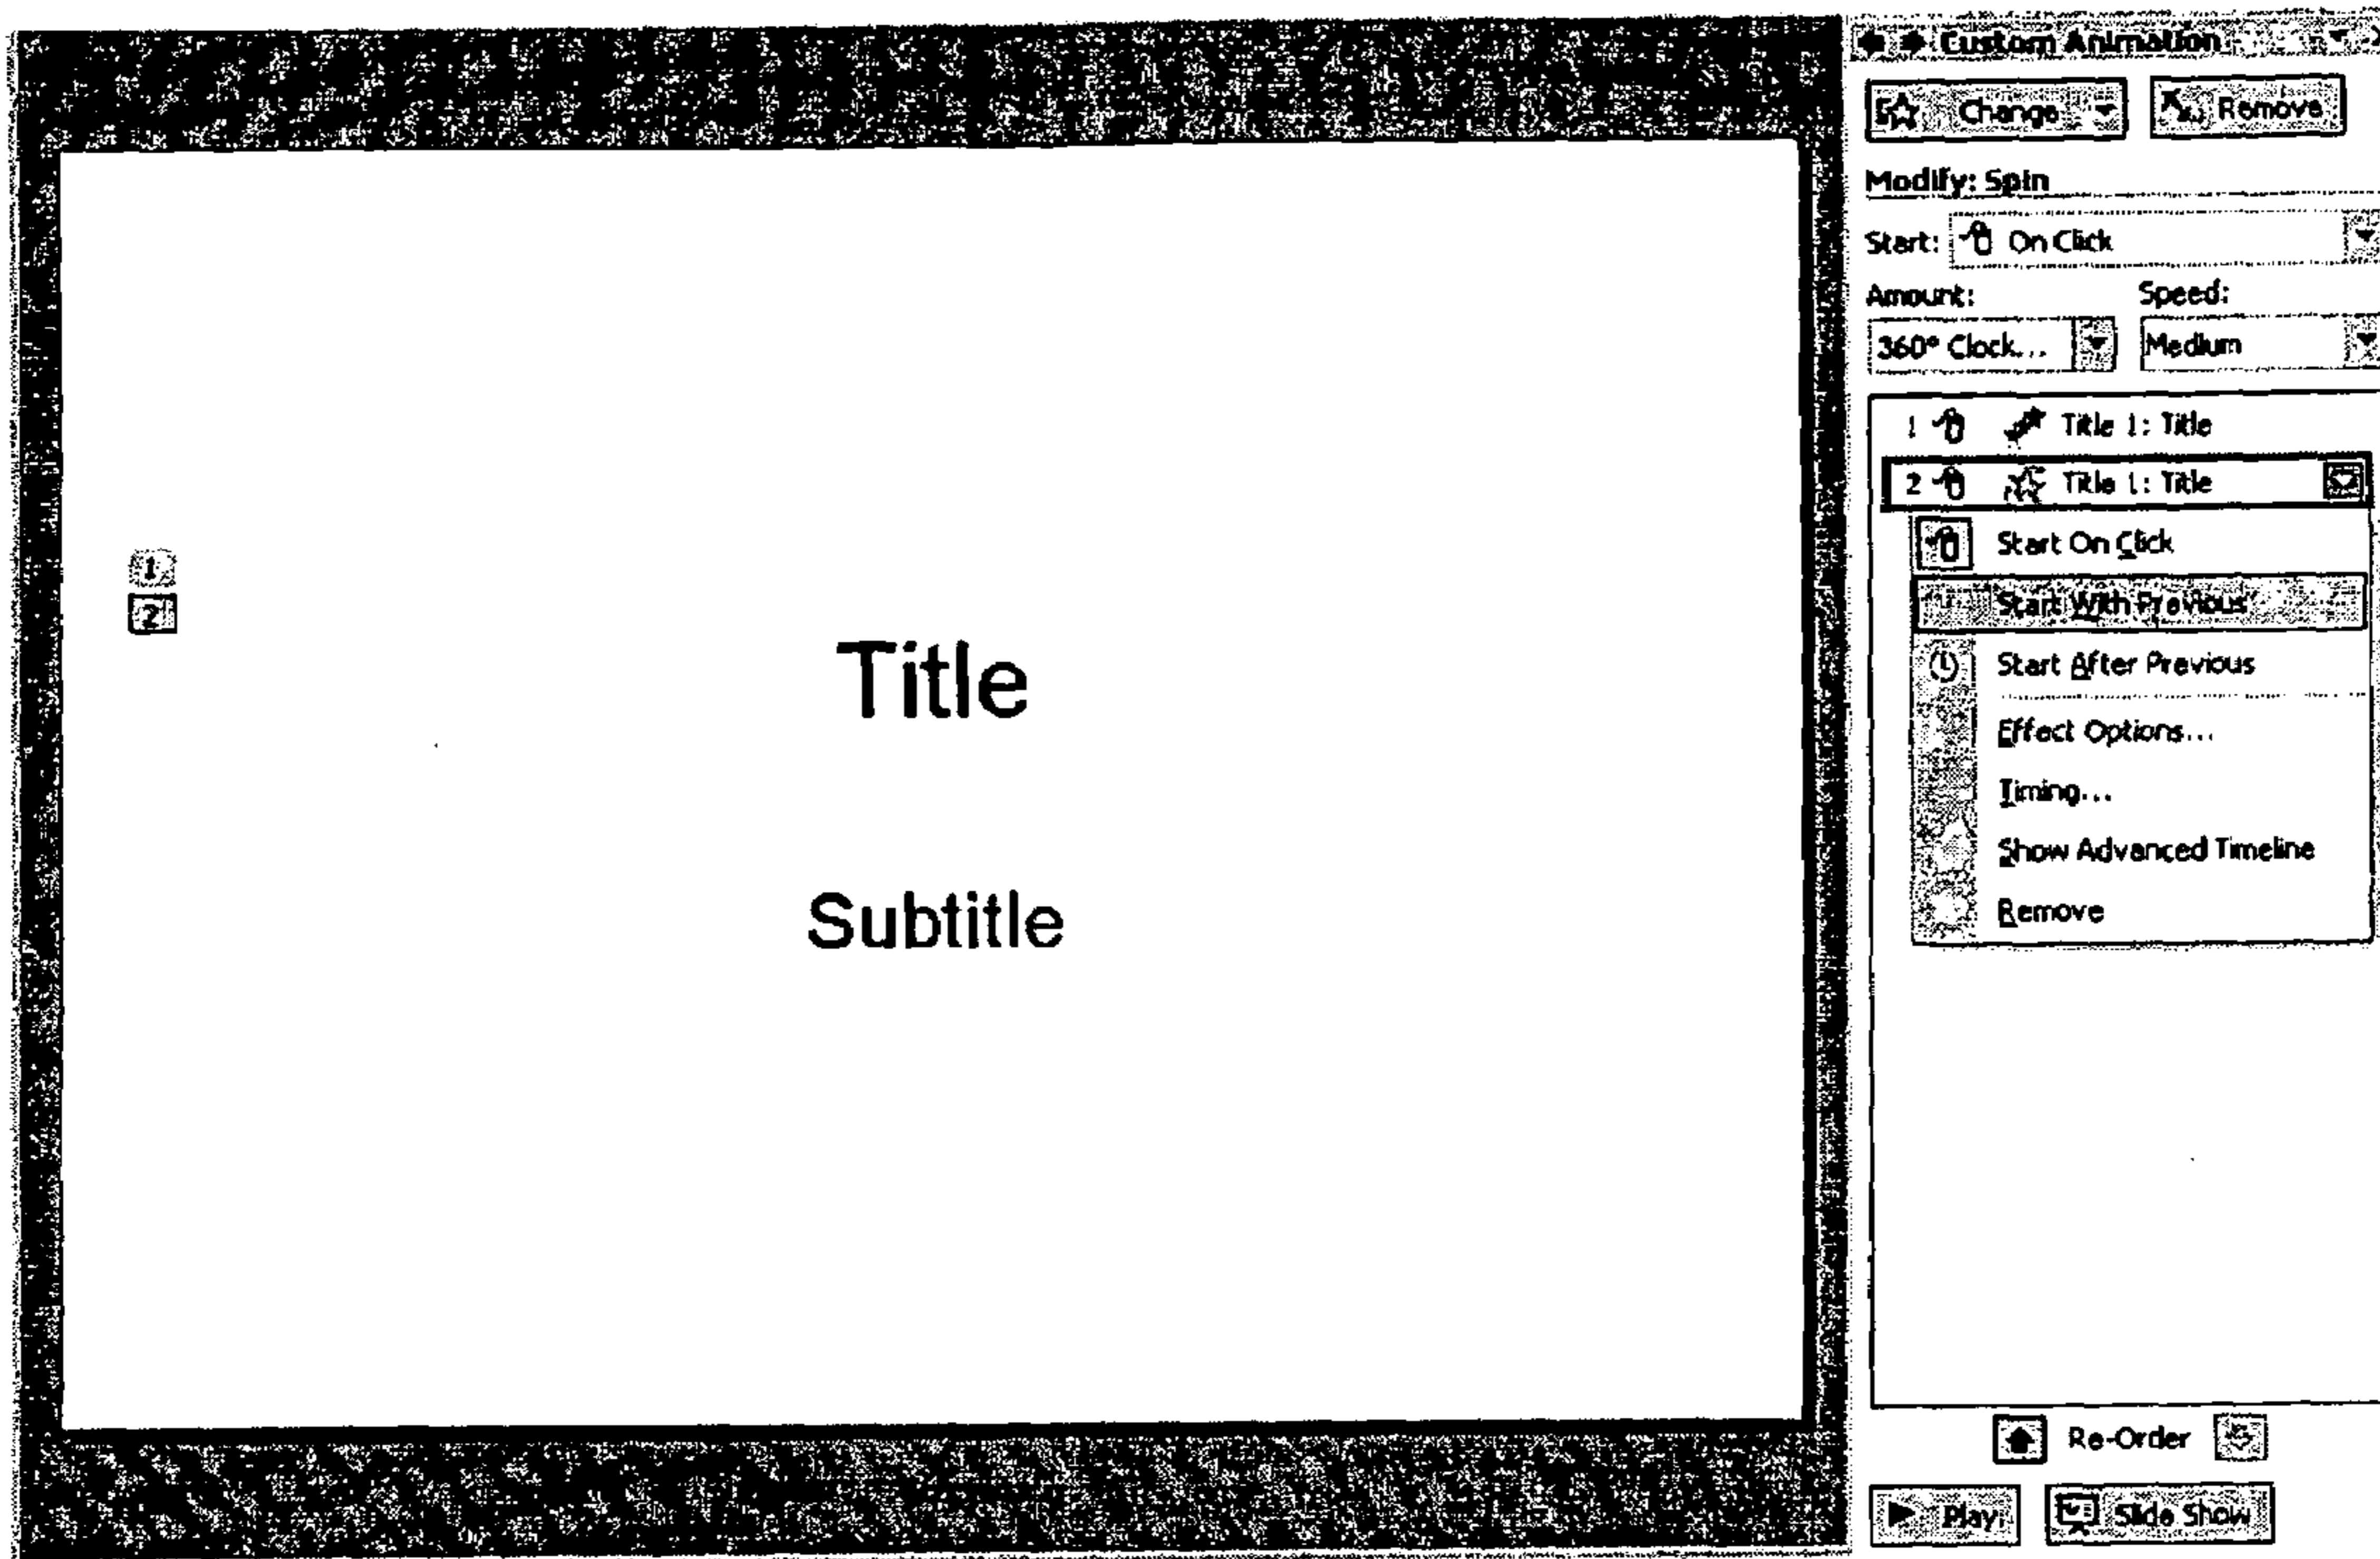 Custom Animation
Change Remove
Modify: Spin
Start: On Click
Amount: Speed:
360° Clock... Medium
1 Title 1: Title
2 Title 1: Title
Start On Click
Start With Previous
Start After Previous
Effect Options...
Timing...
Show Advanced Timeline
Remove
Re-Order
Play Slide Show
1
2
Title
Subtitle